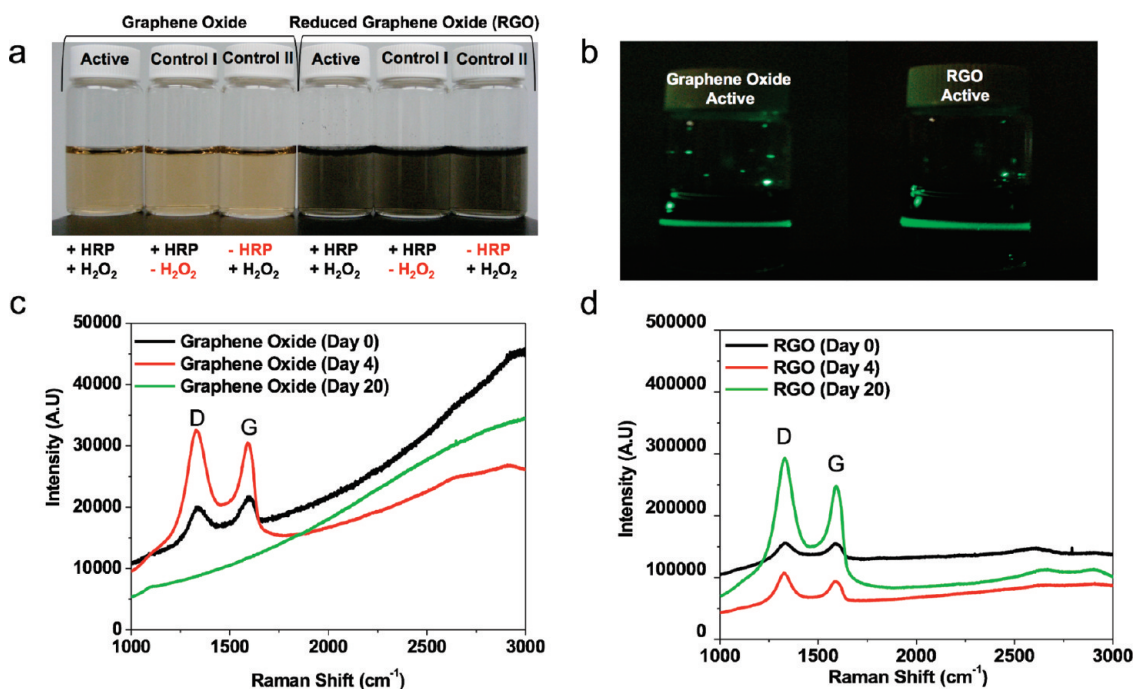 a
Graphene Oxide
Reduced Graphene Oxide (RGO)
Active
Control I
Control II
Active
Control I
Control II
+ HRP
+ H₂O₂
+ HRP
- H₂O₂
- HRP
+ H₂O₂
+ HRP
+ H₂O₂
+ HRP
- H₂O₂
- HRP
+ H₂O₂
b
Graphene Oxide
Active
RGO
Active
c
50000
40000
30000
20000
10000
0
Intensity (A.U)
Graphene Oxide (Day 0)
Graphene Oxide (Day 4)
Graphene Oxide (Day 20)
D
G
1000
1500
2000
2500
3000
Raman Shift (cm⁻¹)
d
500000
400000
300000
200000
150000
100000
0
Intensity (A.U)
RGO (Day 0)
RGO (Day 4)
RGO (Day 20)
D
G
1000
1500
2000
2500
3000
Raman Shift (cm⁻¹)